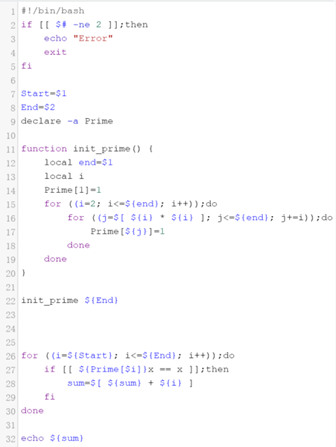 1 #!/bin/bash
2 if [[ $# -ne 2 ]];then
3     echo "Error"
4     exit
5 fi
6
7 Start=$1
8 End=$2
9 declare -a Prime
10
11 function init_prime() {
12     local end=$1
13     local i
14     Prime[1]=1
15     for ((i=2; i<=${end}; i++));do
16         for ((j=$[ ${i} * ${i} ]; j<=${end}; j+=i));do
17             Prime[${j}]=1
18         done
19     done
20 }
21
22 init_prime ${End}
23
24
25
26 for ((i=${Start}; i<=${End}; i++));do
27     if [[ ${Prime[$i]}x == x ]];then
28         sum=$[ ${sum} + ${i} ]
29     fi
30 done
31
32 echo ${sum}